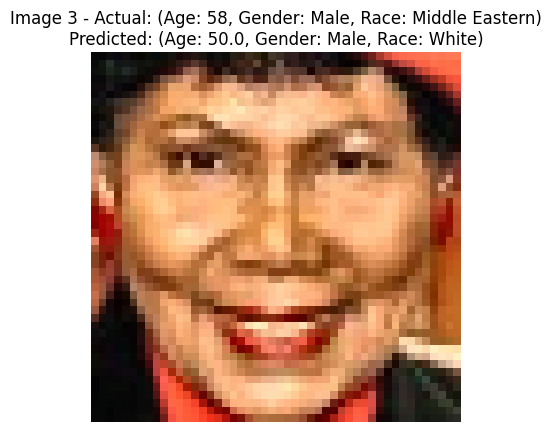 Image 3 - Actual: (Age: 58, Gender: Male, Race: Middle Eastern)
Predicted: (Age: 50.0, Gender: Male, Race: White)